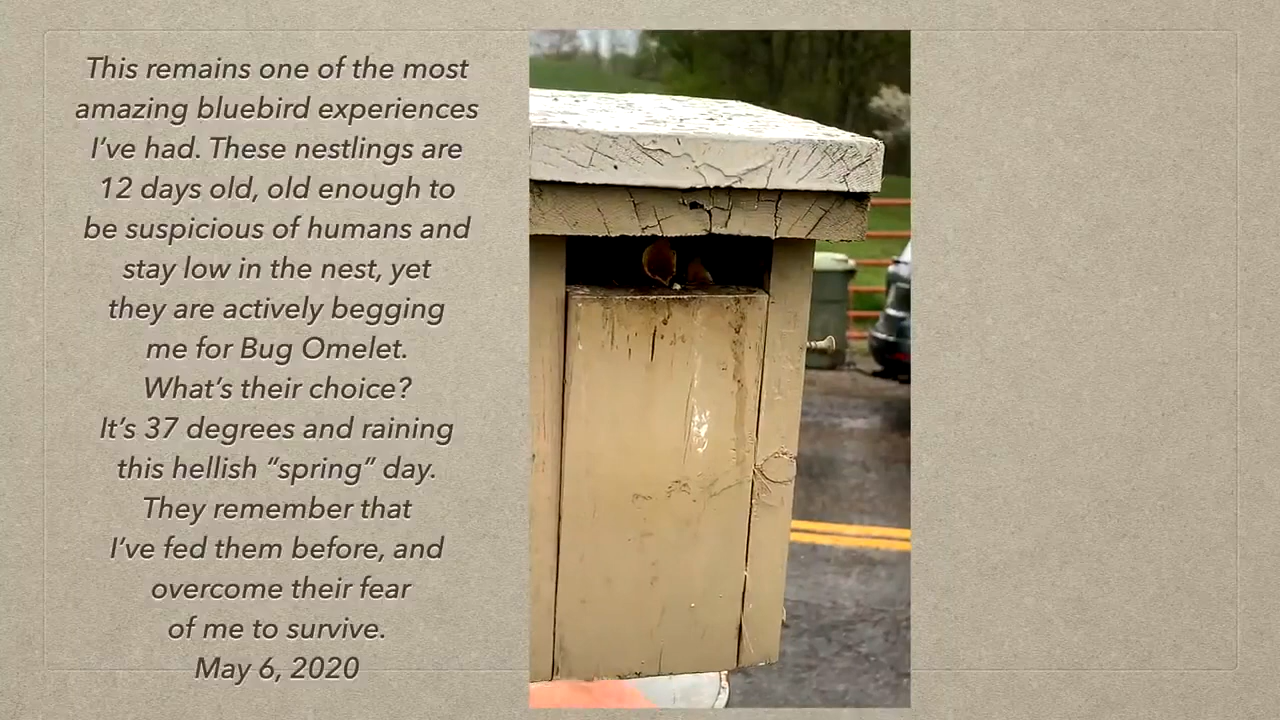 This remains one of the most
amazing bluebird experiences
I’ve had. These nestlings are
12 days old, old enough to
be suspicious of humans and
stay low in the nest, yet
they are actively begging
me for Bug Omelet.
What’s their choice?
It’s 37 degrees and raining
this hellish “spring” day.
They remember that
I’ve fed them before, and
overcome their fear
of me to survive.
May 6, 2020